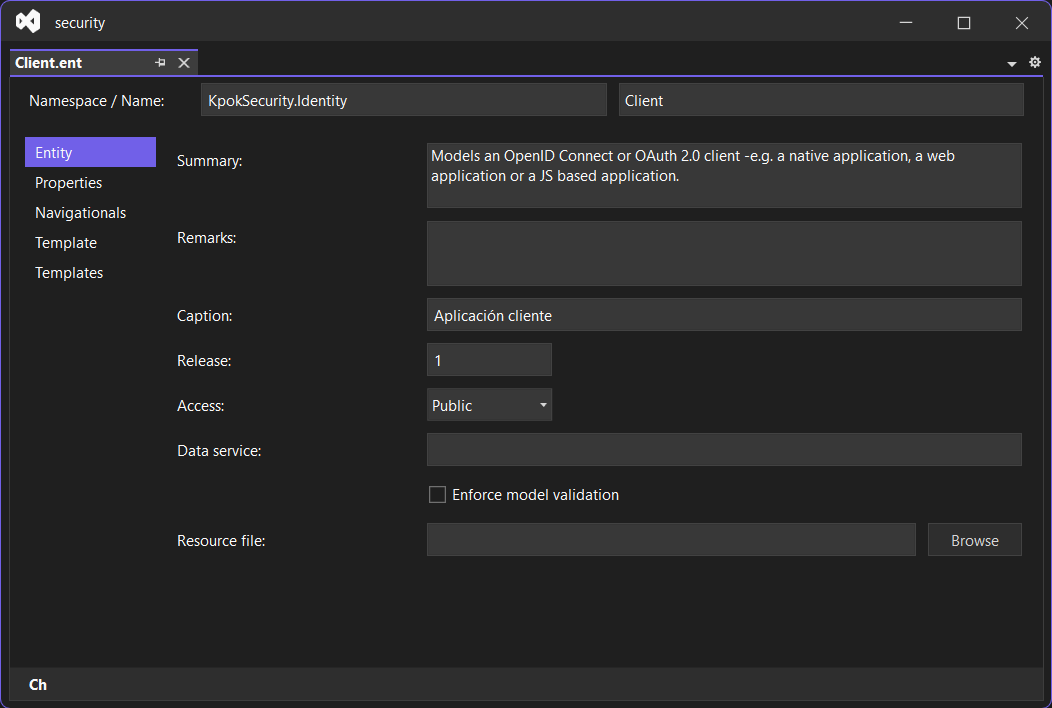 security
Client.ent
Namespace / Name: KpokSecurity.Identity Client
Entity
Properties
Navigationals
Template
Templates
Summary: Models an OpenID Connect or OAuth 2.0 client -e.g. a native application, a web
application or a JS based application.
Remarks:
Caption: Aplicación cliente
Release: 1
Access: Public
Data service:
Enforce model validation
Resource file: Browse
Ch